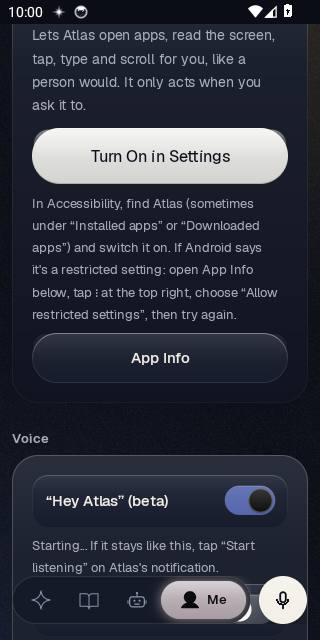 10:00
Lets Atlas open apps, read the screen,
tap, type and scroll for you, like a
person would. It only acts when you
ask it to.
Turn On in Settings
In Accessibility, find Atlas (sometimes
under “Installed apps” or “Downloaded
apps”) and switch it on. If Android says
it's a restricted setting: open App Info
below, tap ⋮ at the top right, choose “Allow
restricted settings”, then try again.
App Info
Voice
“Hey Atlas” (beta)
Starting… If it stays like this, tap “Start
listening” on Atlas's notification.
Me